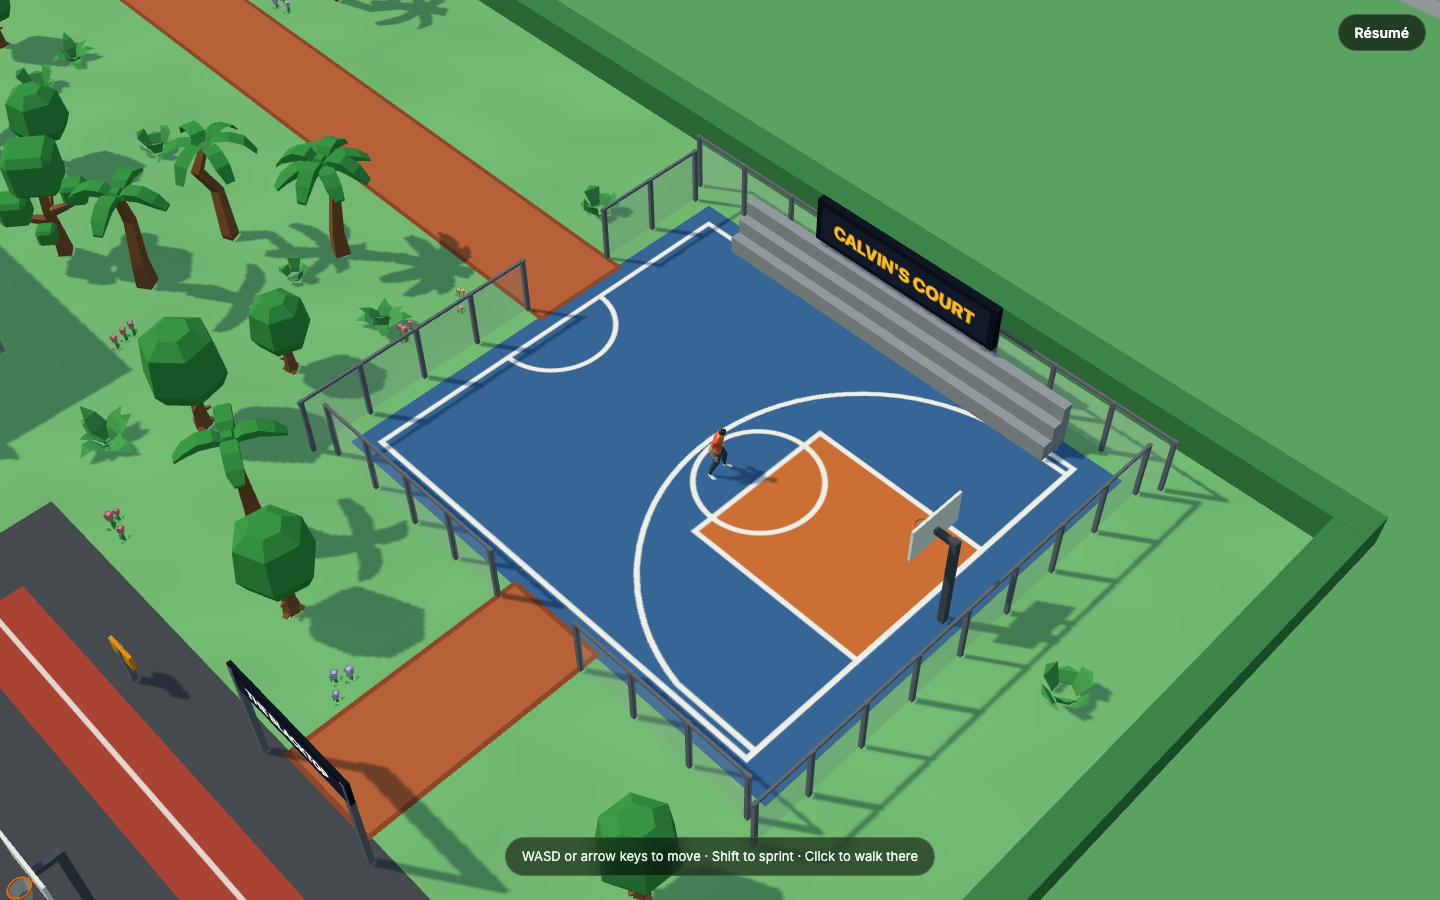 Résumé
CALVIN'S COURT
WASD or arrow keys to move · Shift to sprint · Click to walk there